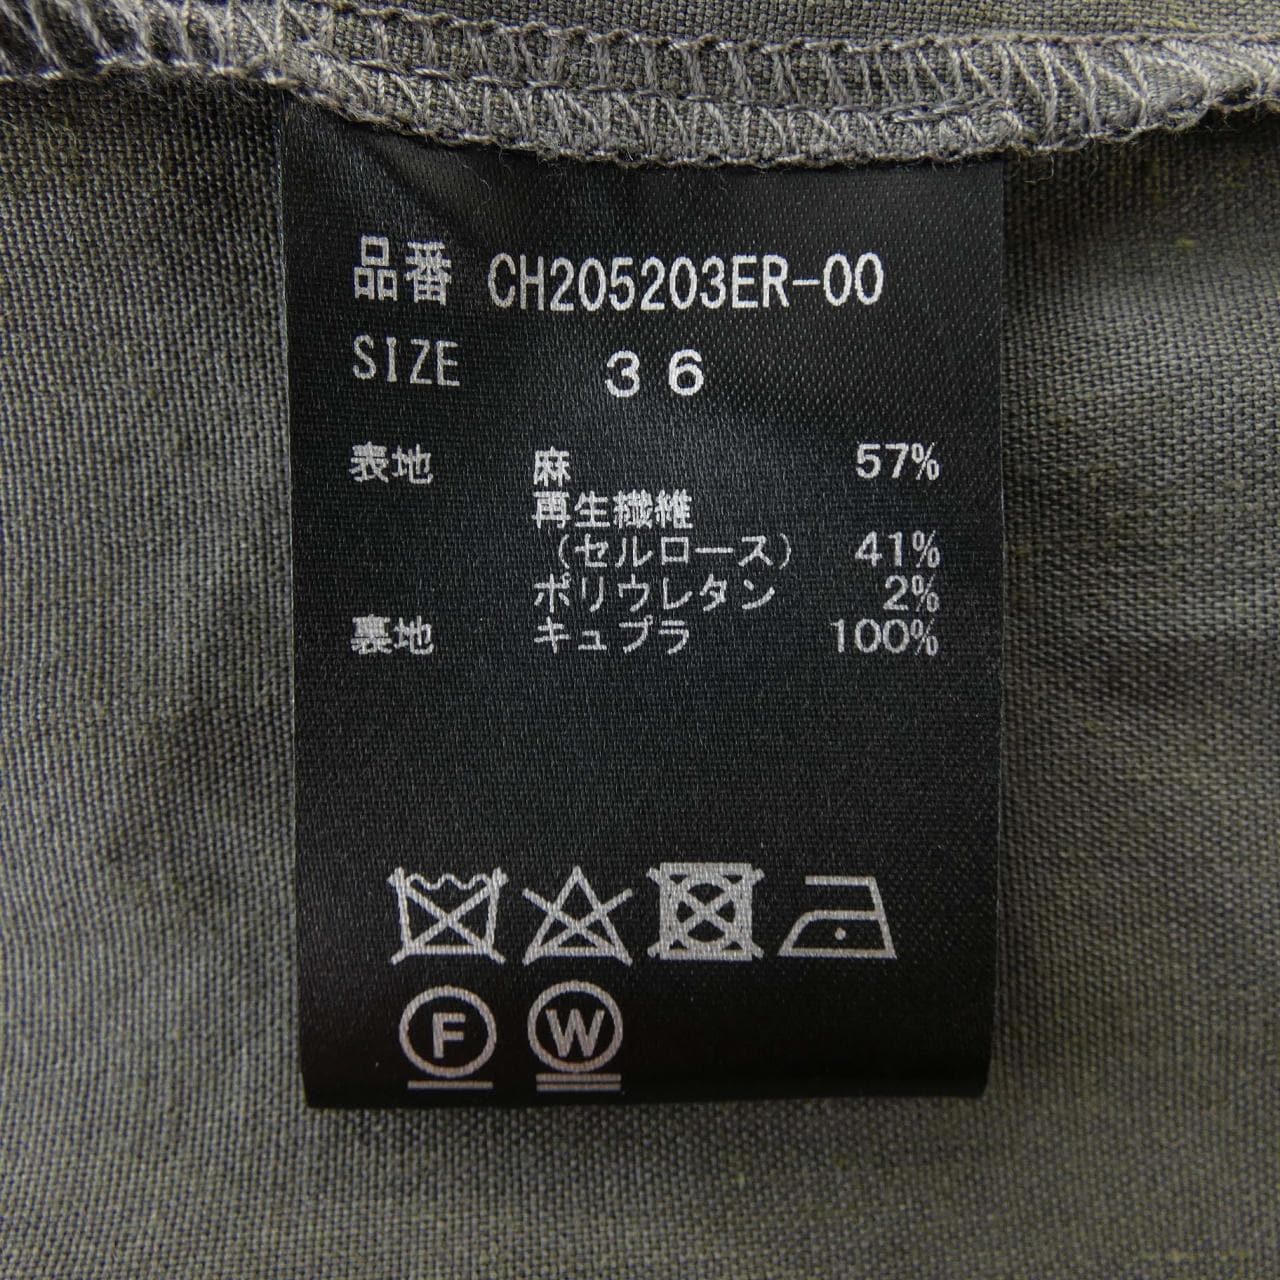 品番 CH205203ER-00
SIZE 36
表地 麻 57%
再生繊維
(セルロース) 41%
ポリウレタン 2%
裏地 キュプラ 100%
F W